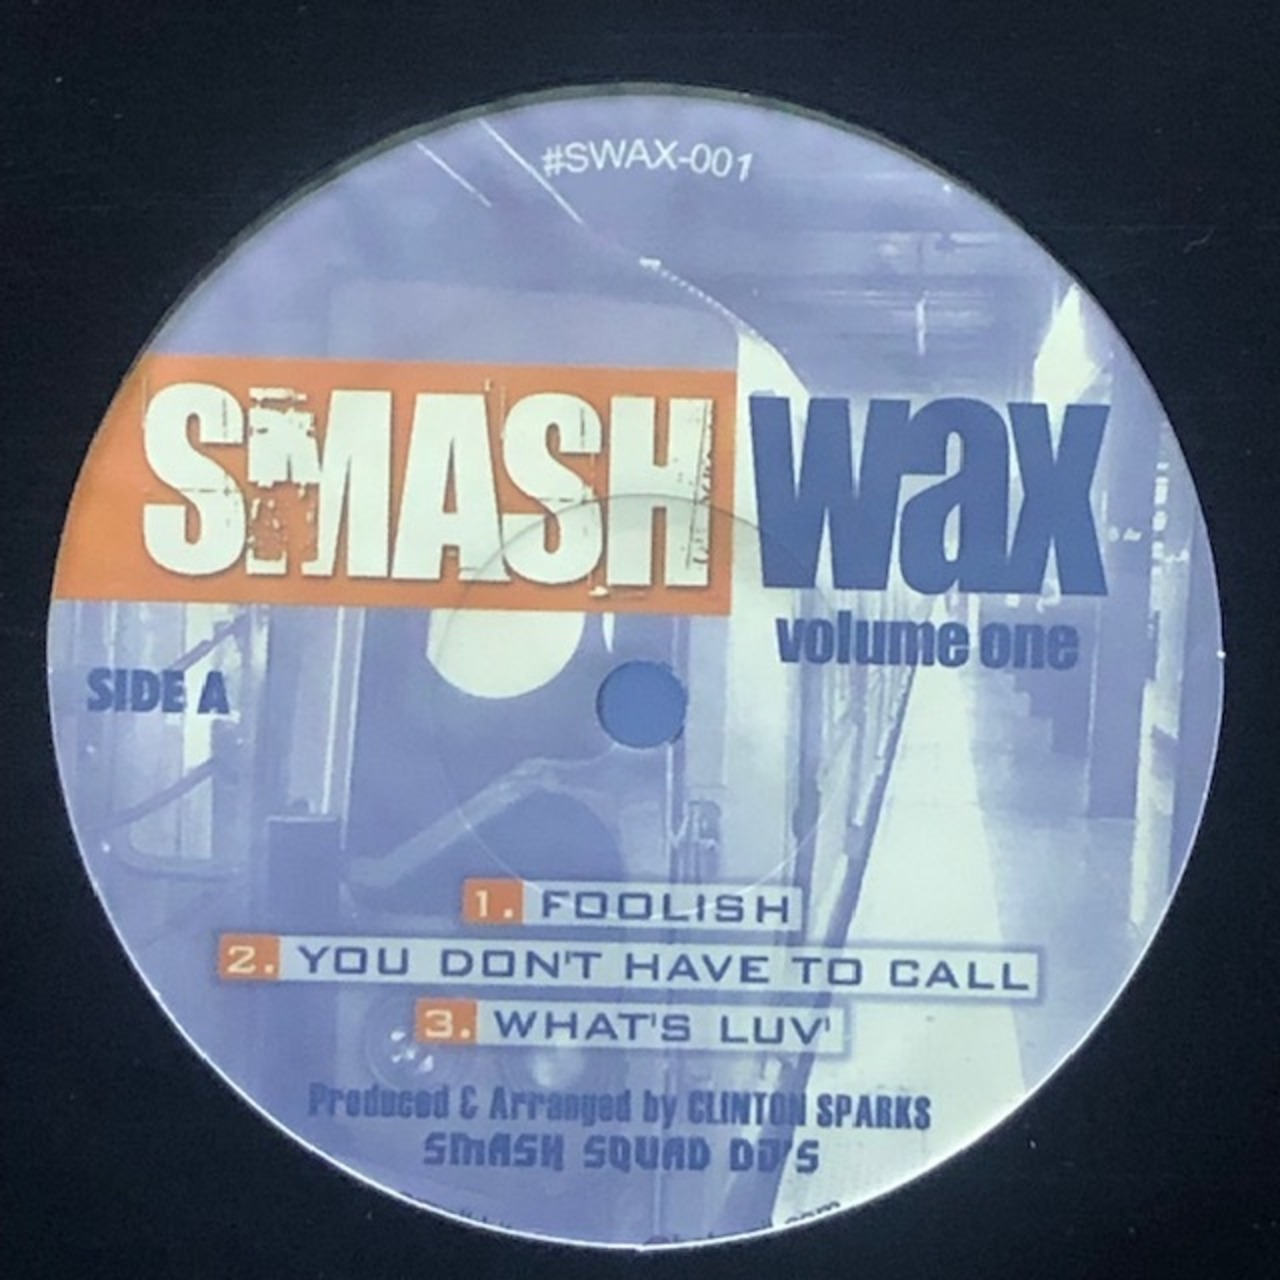 #SWAX-001
SMASH wax
volume one
SIDE A
1. FOOLISH
2. YOU DON'T HAVE TO CALL
3. WHAT'S LUV'
Produced & Arranged by CLINTON SPARKS
SMASH SQUAD DJ'S